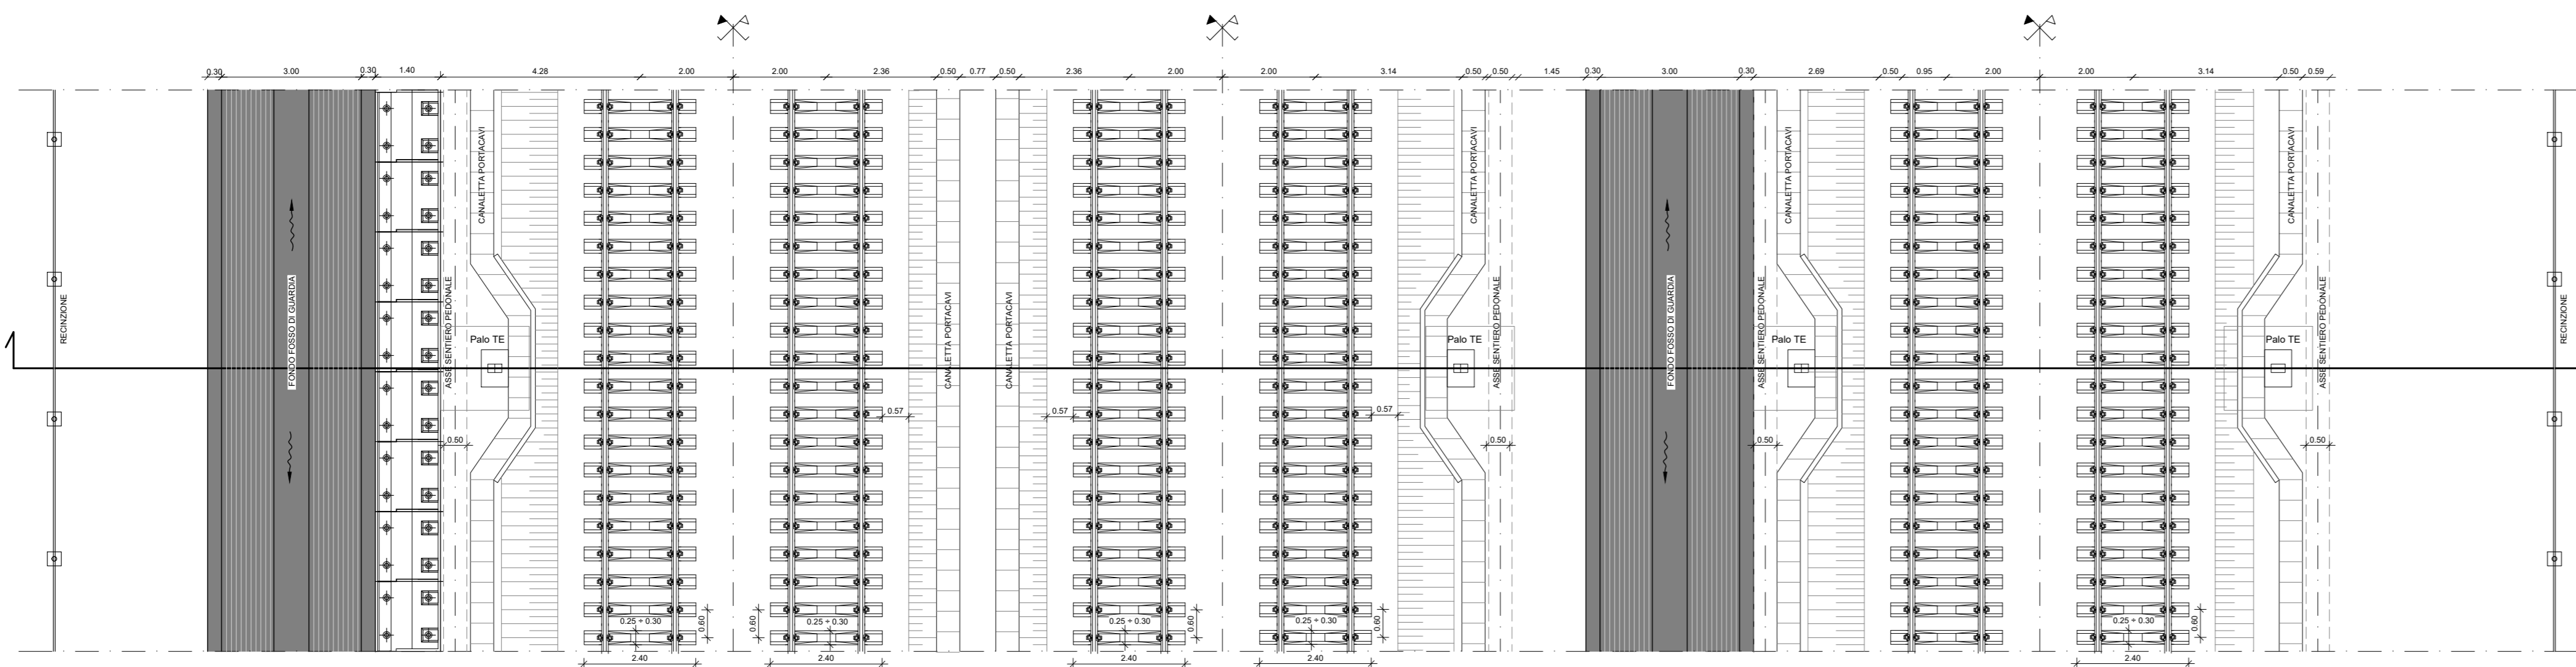 0.30 3.00 0.30 1.40 4.28 2.00 2.00 2.36 0.50 0.77 0.50 2.36 2.00 2.00 3.14 0.50 0.50 1.45 0.30 3.00 0.30 2.69 0.50 0.95 2.00 2.00 3.14 0.50 0.59
RECINZIONE
FONDO FOSSO DI GUARDIA
ASSE SENTIERO PEDONALE
CANALETTA PORTACAVI
Palo TE
0.50
0.57
CANALETTA PORTACAVI
CANALETTA PORTACAVI
0.57
0.57
CANALETTA PORTACAVI
Palo TE
ASSE SENTIERO PEDONALE
0.50
FONDO FOSSO DI GUARDIA
ASSE SENTIERO PEDONALE
0.50
CANALETTA PORTACAVI
Palo TE
CANALETTA PORTACAVI
Palo TE
ASSE SENTIERO PEDONALE
0.50
RECINZIONE
0.25 ÷ 0.30
0.60
0.60
0.25 ÷ 0.30
0.25 ÷ 0.30
0.60
0.25 ÷ 0.30
0.60
0.25 ÷ 0.30
0.60
2.40
2.40
2.40
2.40
2.40